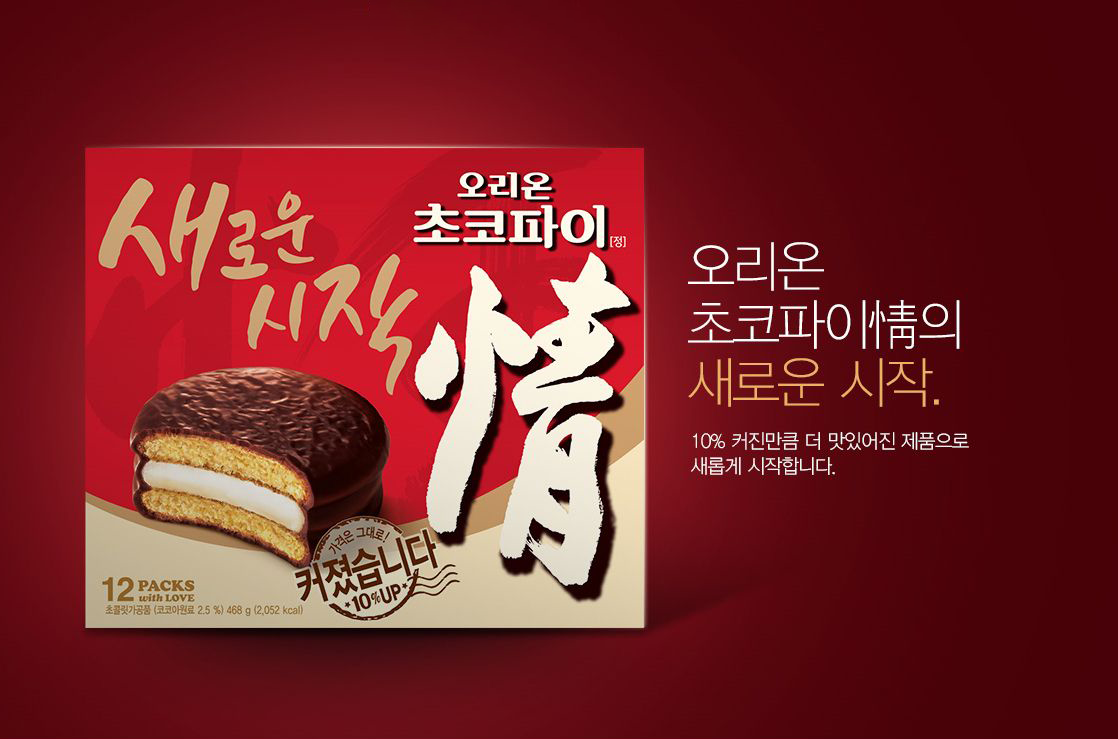 새로운
시작
오리온
초코파이[정]
情
가격은 그대로!
커졌습니다
10% UP
12 PACKS
with LOVE
초콜릿가공품 (코코아원료 2.5 %) 468 g (2,052 kcal)
오리온
초코파이情의
새로운 시작.
10% 커진만큼 더 맛있어진 제품으로
새롭게 시작합니다.